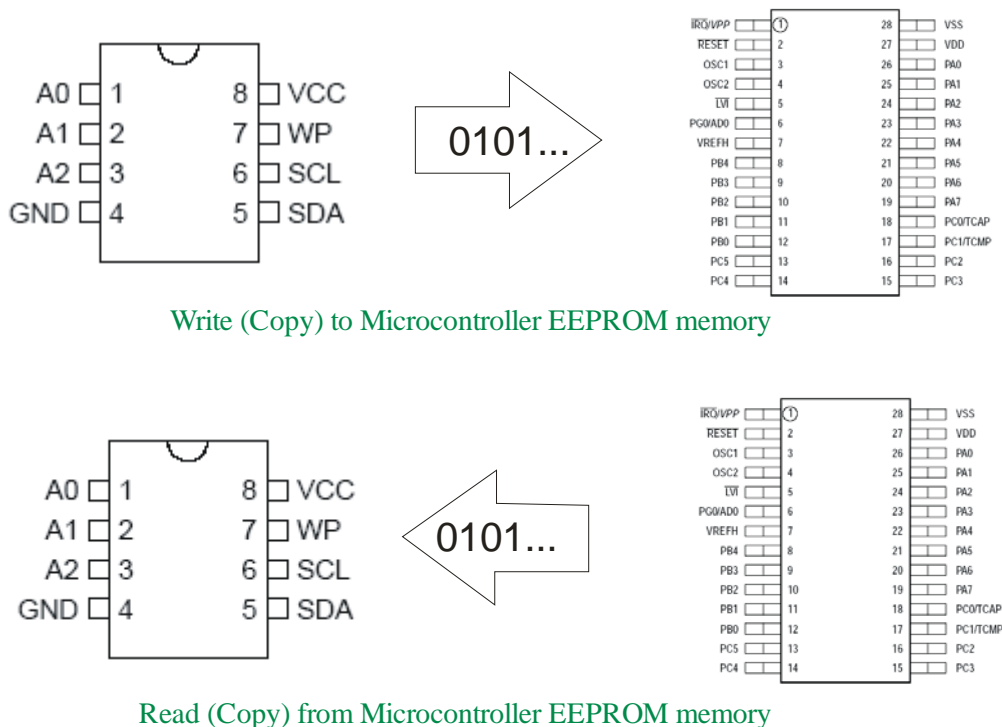 A0 1 8 VCC
A1 2 7 WP
A2 3 6 SCL
GND 4 5 SDA
0101...
IRQ/VPP 1 28 VSS
RESET 2 27 VDD
OSC1 3 26 PA0
OSC2 4 25 PA1
LVI 5 24 PA2
PG0/AD0 6 23 PA3
VREFH 7 22 PA4
PB4 8 21 PA5
PB3 9 20 PA6
PB2 10 19 PA7
PB1 11 18 PC0/TCAP
PB0 12 17 PC1/TCMP
PC5 13 16 PC2
PC4 14 15 PC3
Write (Copy) to Microcontroller EEPROM memory
A0 1 8 VCC
A1 2 7 WP
A2 3 6 SCL
GND 4 5 SDA
0101...
IRQ/VPP 1 28 VSS
RESET 2 27 VDD
OSC1 3 26 PA0
OSC2 4 25 PA1
LVI 5 24 PA2
PG0/AD0 6 23 PA3
VREFH 7 22 PA4
PB4 8 21 PA5
PB3 9 20 PA6
PB2 10 19 PA7
PB1 11 18 PC0/TCAP
PB0 12 17 PC1/TCMP
PC5 13 16 PC2
PC4 14 15 PC3
Read (Copy) from Microcontroller EEPROM memory